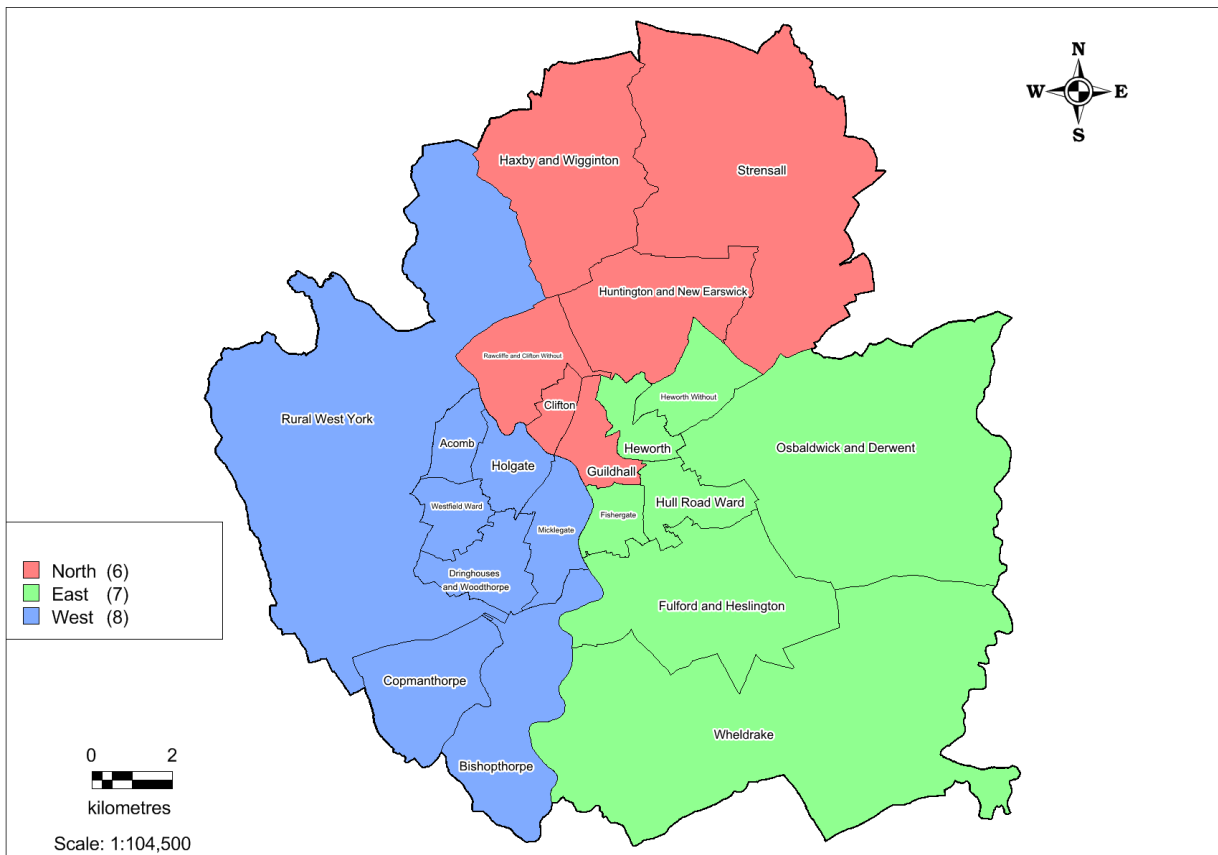 N
W E
S
Haxby and Wigginton
Strensall
Huntington and New Earswick
Rawcliffe and Clifton Without
Heworth Without
Clifton
Rural West York
Acomb
Heworth
Osbaldwick and Derwent
Holgate
Guildhall
Hull Road Ward
Westfield Ward
Fishergate
Micklegate
Dringhouses
and Woodthorpe
Fulford and Heslington
North (6)
East (7)
West (8)
Copmanthorpe
Wheldrake
Bishopthorpe
0 2
kilometres
Scale: 1:104,500